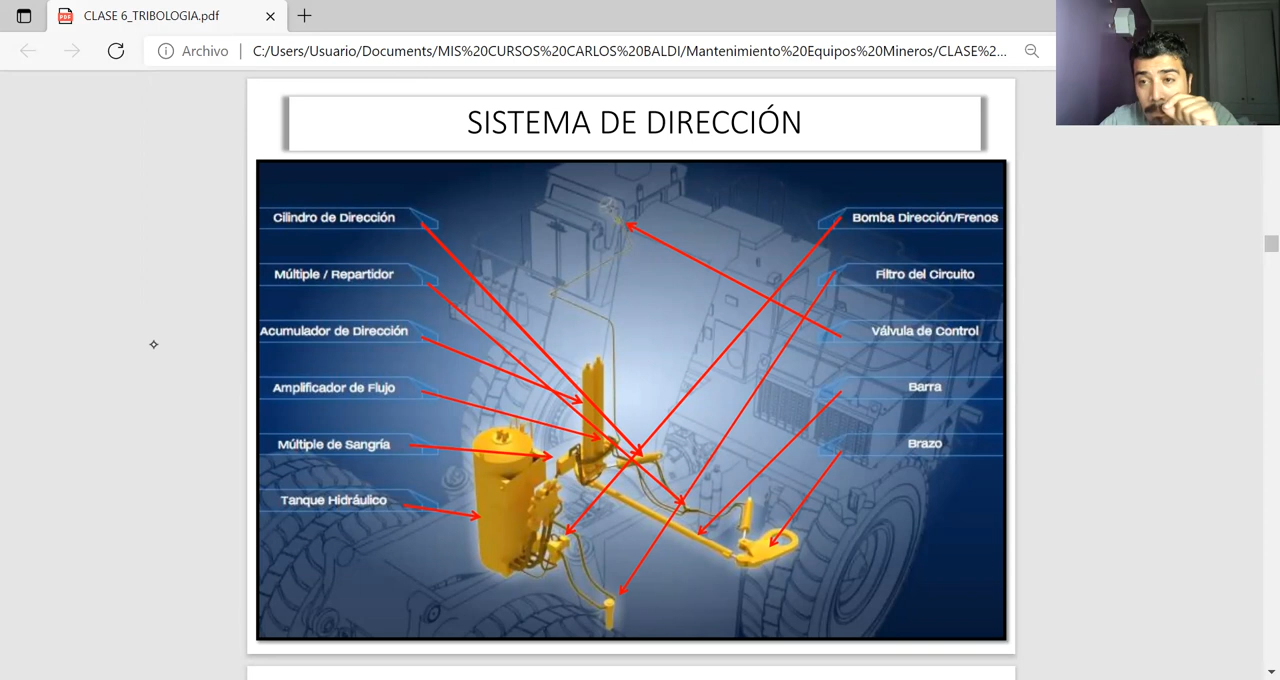 CLASE 6_TRIBOLOGIA.pdf
Archivo
C:/Users/Usuario/Documents/MIS%20CURSOS%20CARLOS%20BALDI/Mantenimiento%20Equipos%20Mineros/CLASE%2...
SISTEMA DE DIRECCIÓN
Cilindro de Dirección
Múltiple / Repartidor
Acumulador de Dirección
Amplificador de Flujo
Múltiple de Sangría
Tanque Hidráulico
Bomba Dirección/Frenos
Filtro del Circuito
Válvula de Control
Barra
Brazo